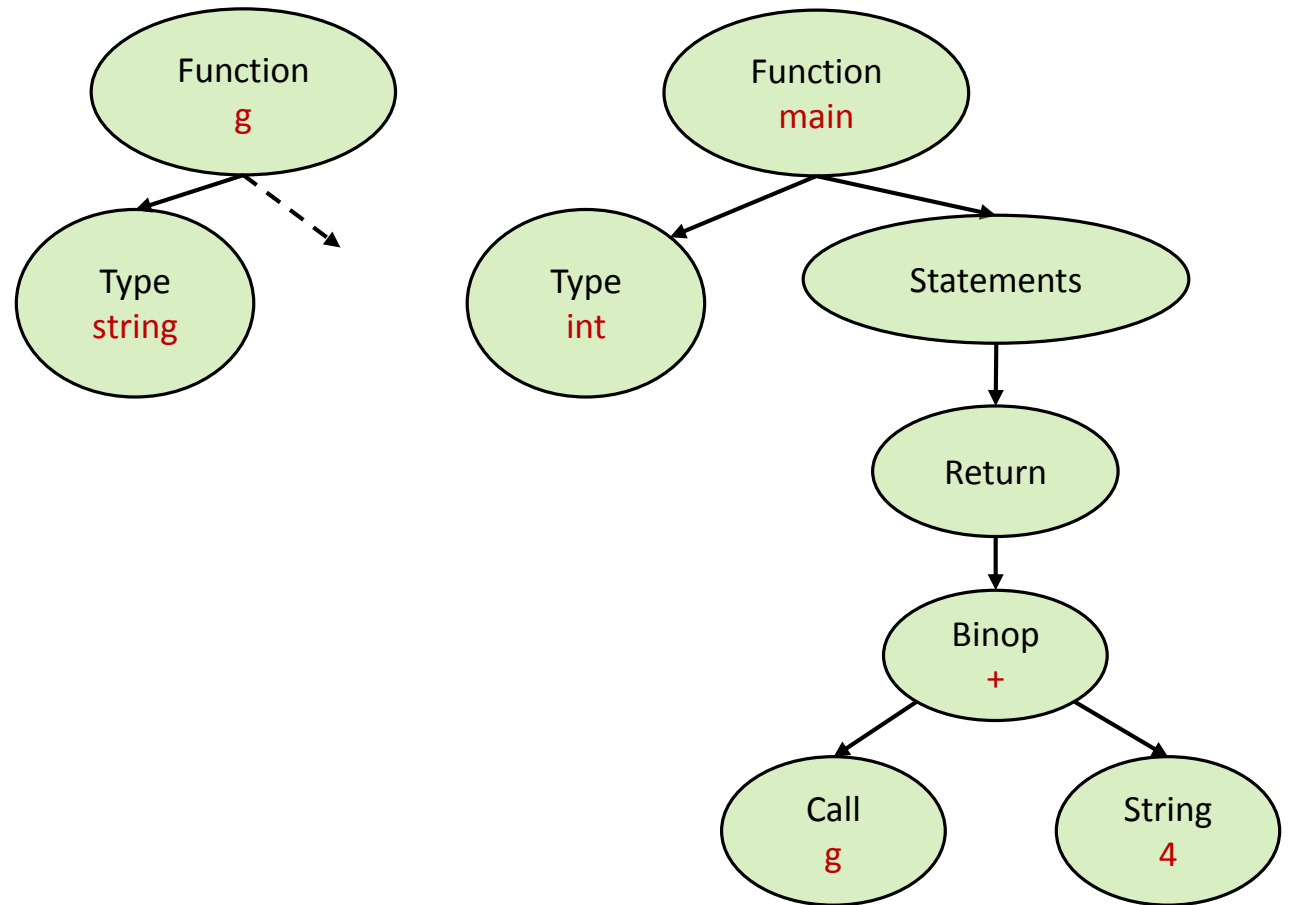 Function
g
Function
main
Type
string
Type
int
Statements
Return
Binop
+
Call
g
String
4